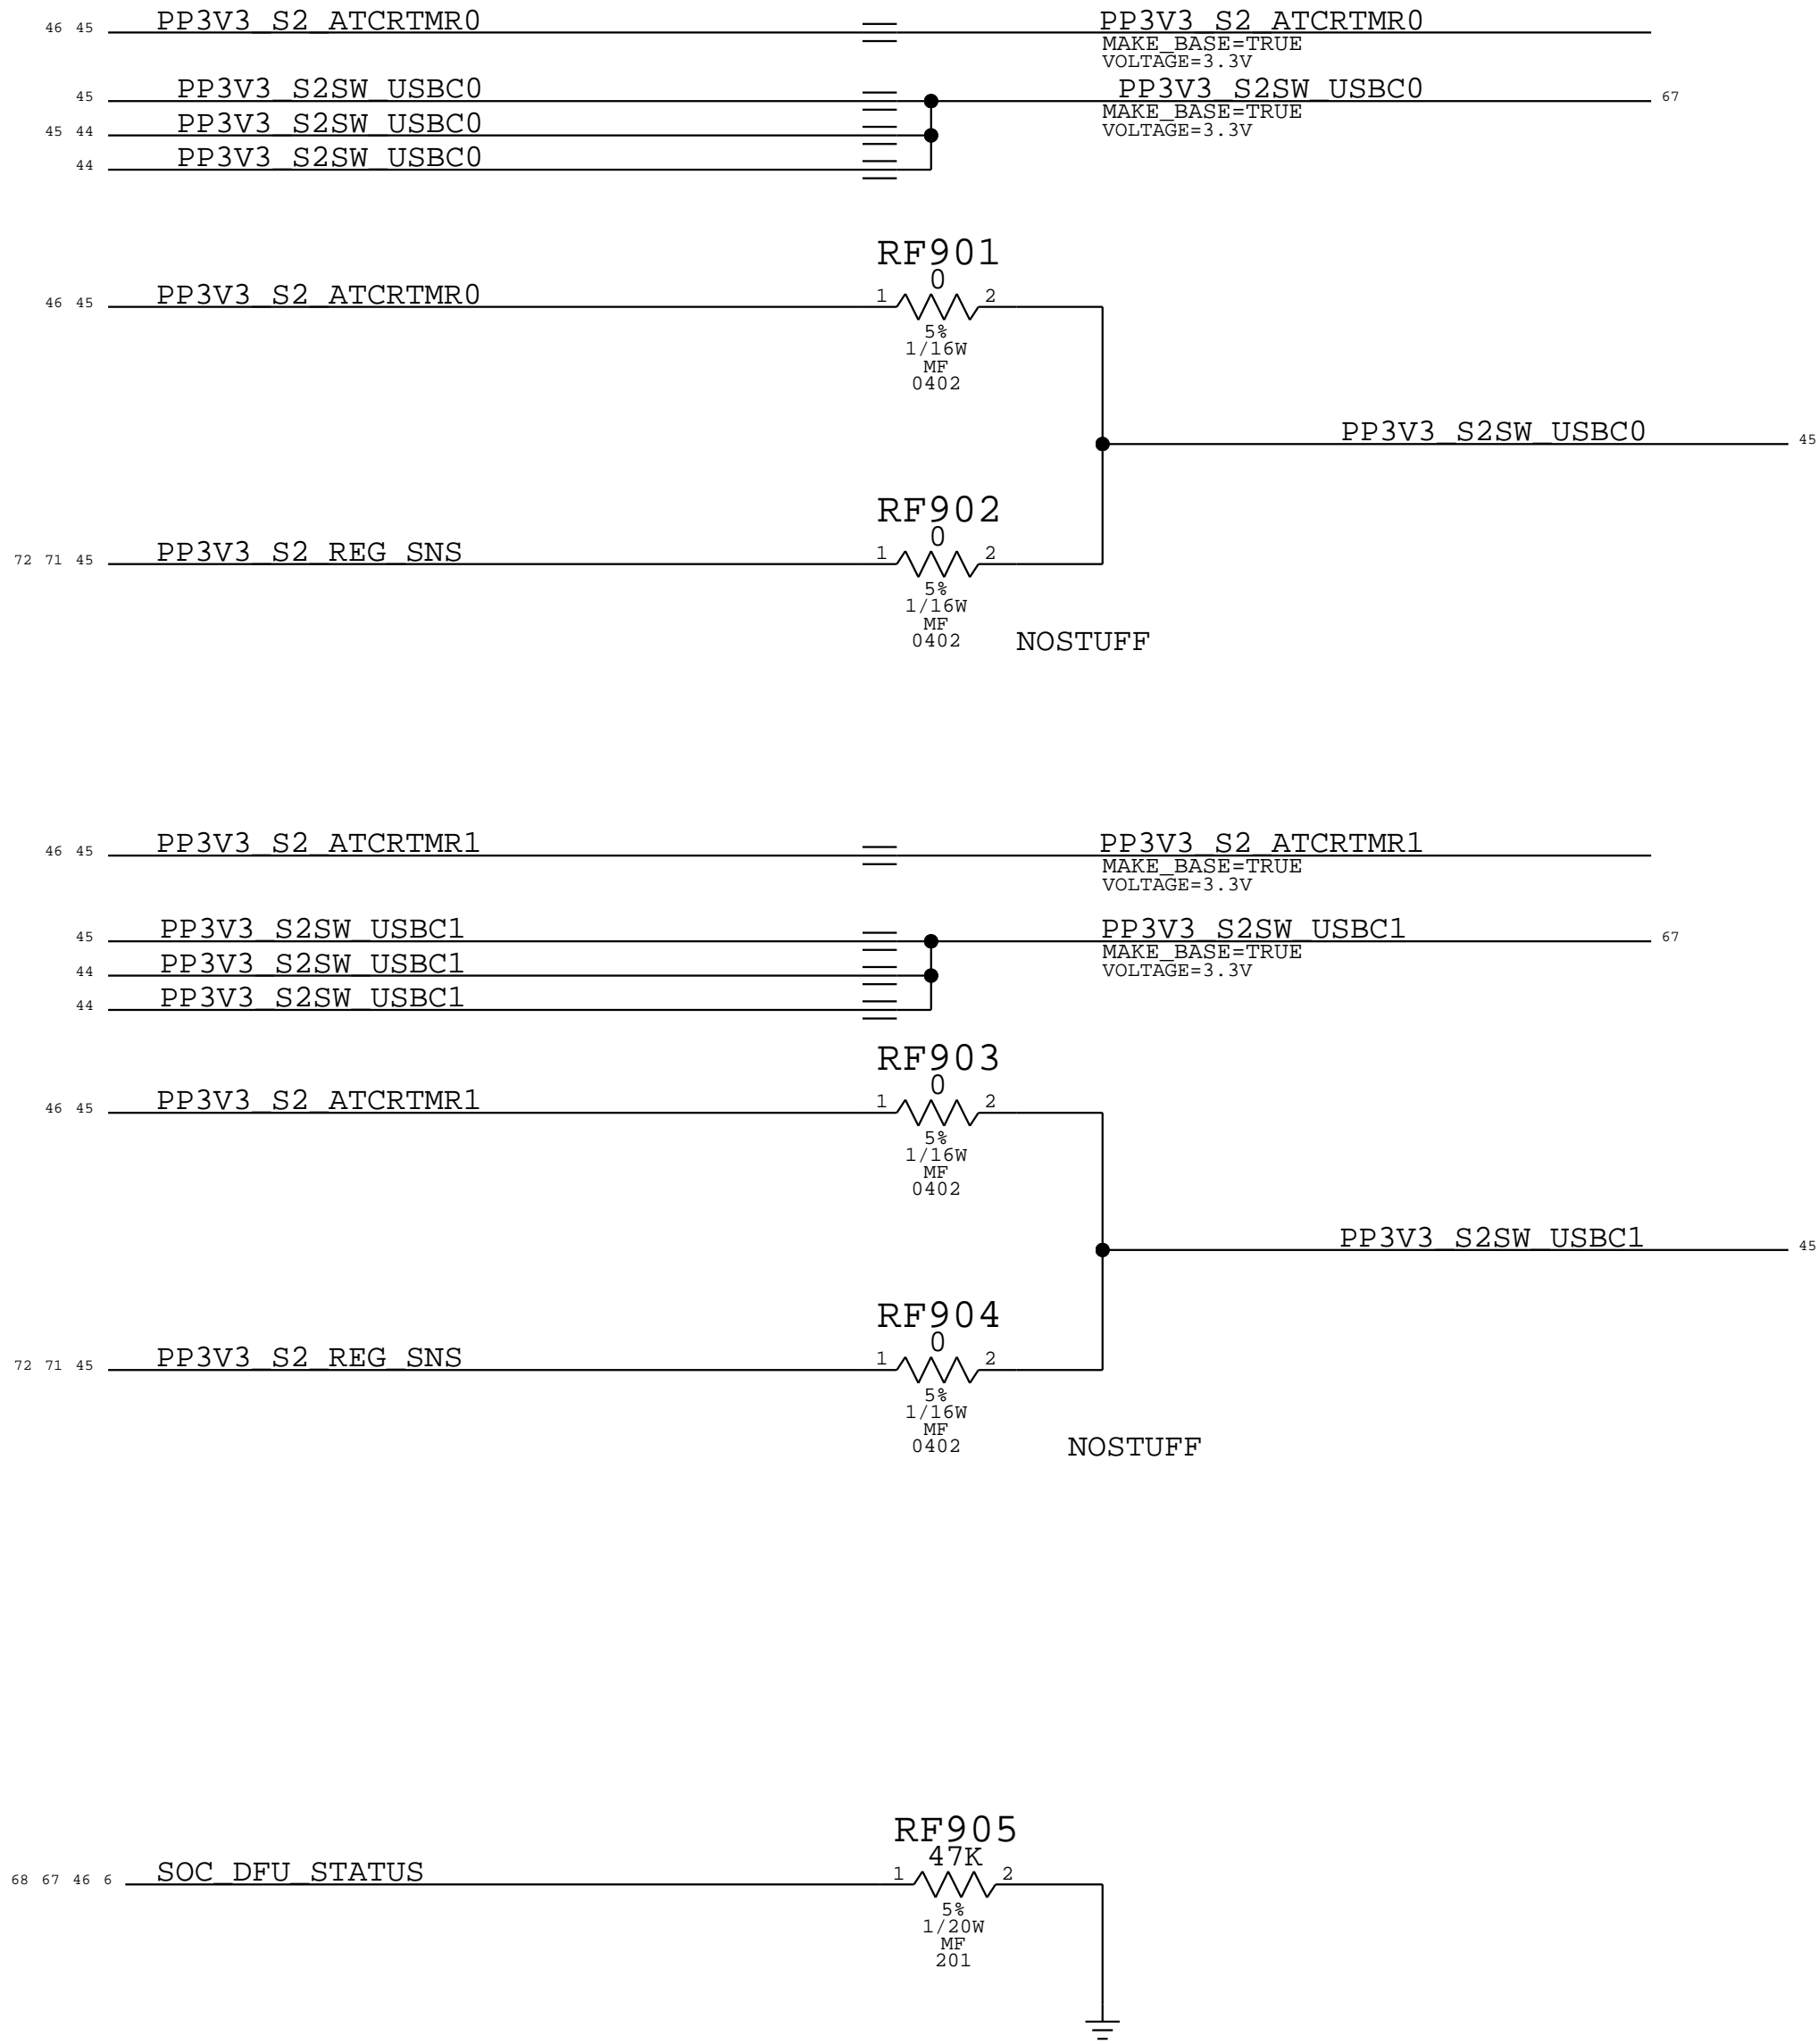 46 45 PP3V3_S2_ATCRTMR0 PP3V3_S2_ATCRTMR0
MAKE_BASE=TRUE
VOLTAGE=3.3V
45 PP3V3_S2SW_USBC0 PP3V3_S2SW_USBC0 67
MAKE_BASE=TRUE
45 44 PP3V3_S2SW_USBC0 VOLTAGE=3.3V
44 PP3V3_S2SW_USBC0
RF901
0
46 45 PP3V3_S2_ATCRTMR0 1 2
5%
1/16W
MF
0402
PP3V3_S2SW_USBC0 45
RF902
0
72 71 45 PP3V3_S2_REG_SNS 1 2
5%
1/16W
MF
0402 NOSTUFF
46 45 PP3V3_S2_ATCRTMR1 PP3V3_S2_ATCRTMR1
MAKE_BASE=TRUE
VOLTAGE=3.3V
45 PP3V3_S2SW_USBC1 PP3V3_S2SW_USBC1 67
MAKE_BASE=TRUE
44 PP3V3_S2SW_USBC1 VOLTAGE=3.3V
44 PP3V3_S2SW_USBC1
RF903
0
46 45 PP3V3_S2_ATCRTMR1 1 2
5%
1/16W
MF
0402
PP3V3_S2SW_USBC1 45
RF904
0
72 71 45 PP3V3_S2_REG_SNS 1 2
5%
1/16W
MF
0402 NOSTUFF
RF905
47K
68 67 46 6 SOC_DFU_STATUS 1 2
5%
1/20W
MF
201